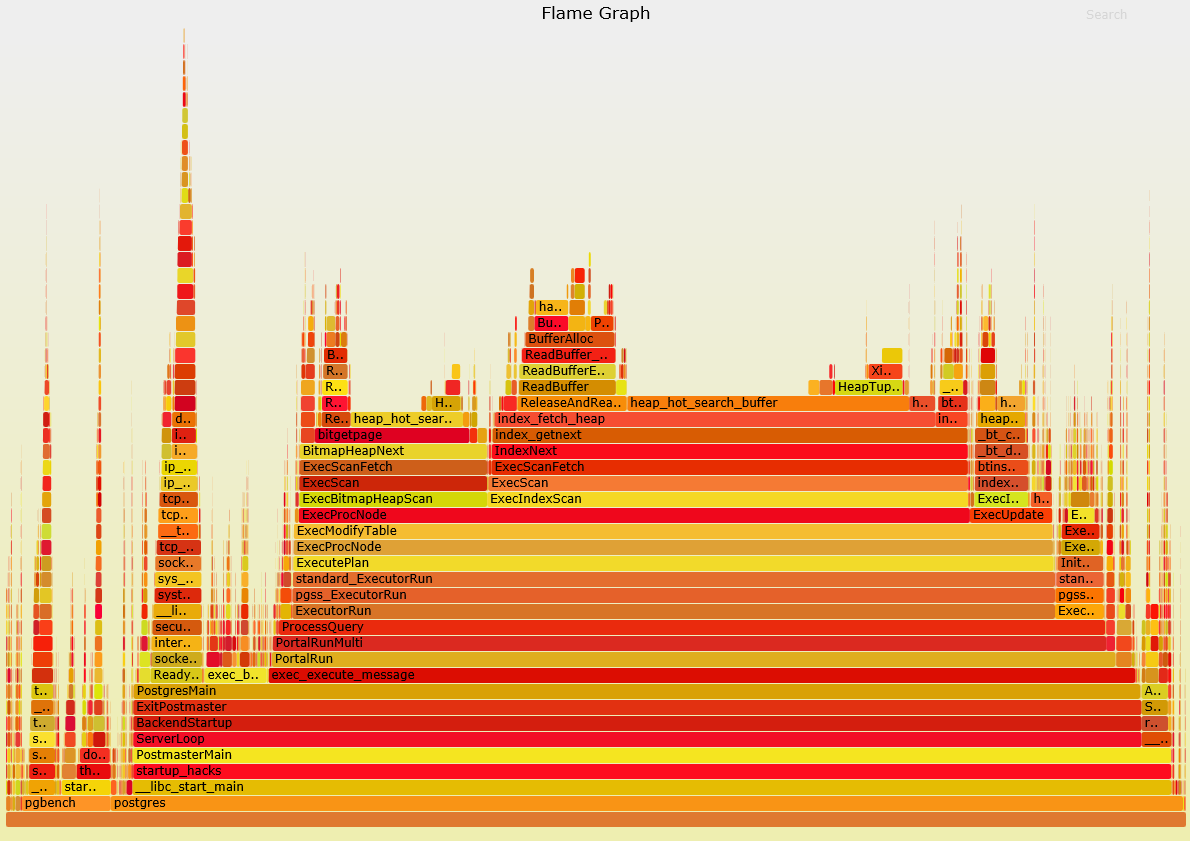 Flame Graph
Search
ha..
Bu.. P..
BufferAlloc
B.. ReadBuffer_..
R.. ReadBufferE.. Xi..
R.. ReadBuffer HeapTup.. _..
d.. R.. H.. ReleaseAndRea.. heap_hot_search_buffer h.. bt.. h..
d.. Re.. heap_hot_sear.. index_fetch_heap in.. heap..
i.. bitgetpage index_getnext _bt_c..
i.. BitmapHeapNext IndexNext _bt_d..
ip_.. ExecScanFetch ExecScanFetch btins..
ip_.. ExecScan ExecScan index..
tcp.. ExecBitmapHeapScan ExecIndexScan ExecI.. h..
tcp.. ExecProcNode ExecUpdate E..
__t.. ExecModifyTable Exe..
tcp_.. ExecProcNode Exe..
sock.. ExecutePlan Init..
sys_.. standard_ExecutorRun stan..
syst.. pgss_ExecutorRun pgss..
__li.. ExecutorRun Exec..
secu.. ProcessQuery
inter.. PortalRunMulti
socke.. PortalRun
Ready.. exec_b.. exec_execute_message
t.. PostgresMain A..
_.. ExitPostmaster S..
t.. BackendStartup r..
s.. ServerLoop __..
s.. do.. PostmasterMain
s.. th.. startup_hacks
_.. star.. __libc_start_main
pgbench postgres